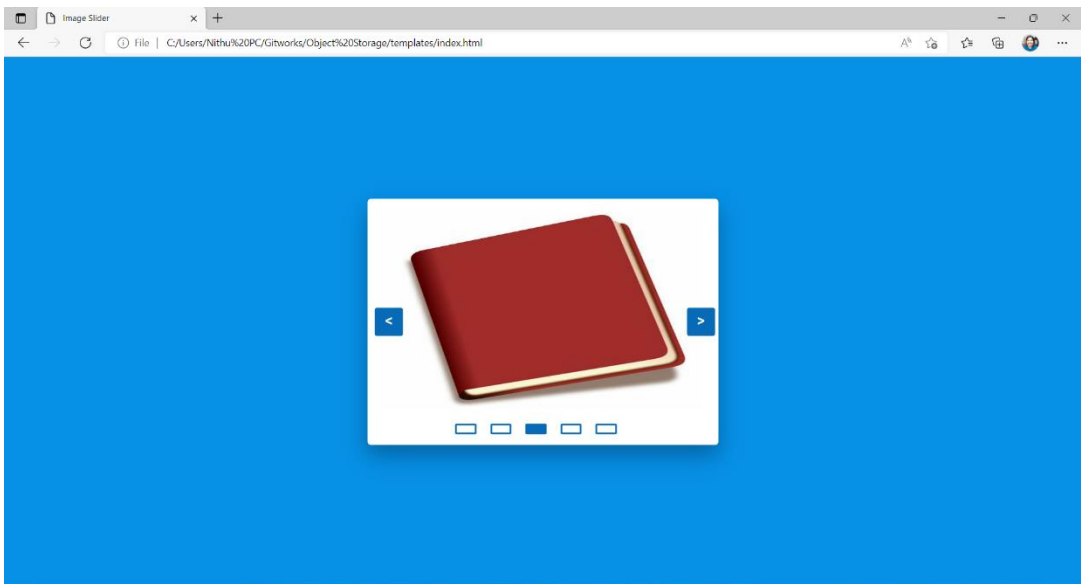 Image Slider
File | C:/Users/Nithu%20PC/Gitworks/Object%20Storage/templates/index.html
<
>